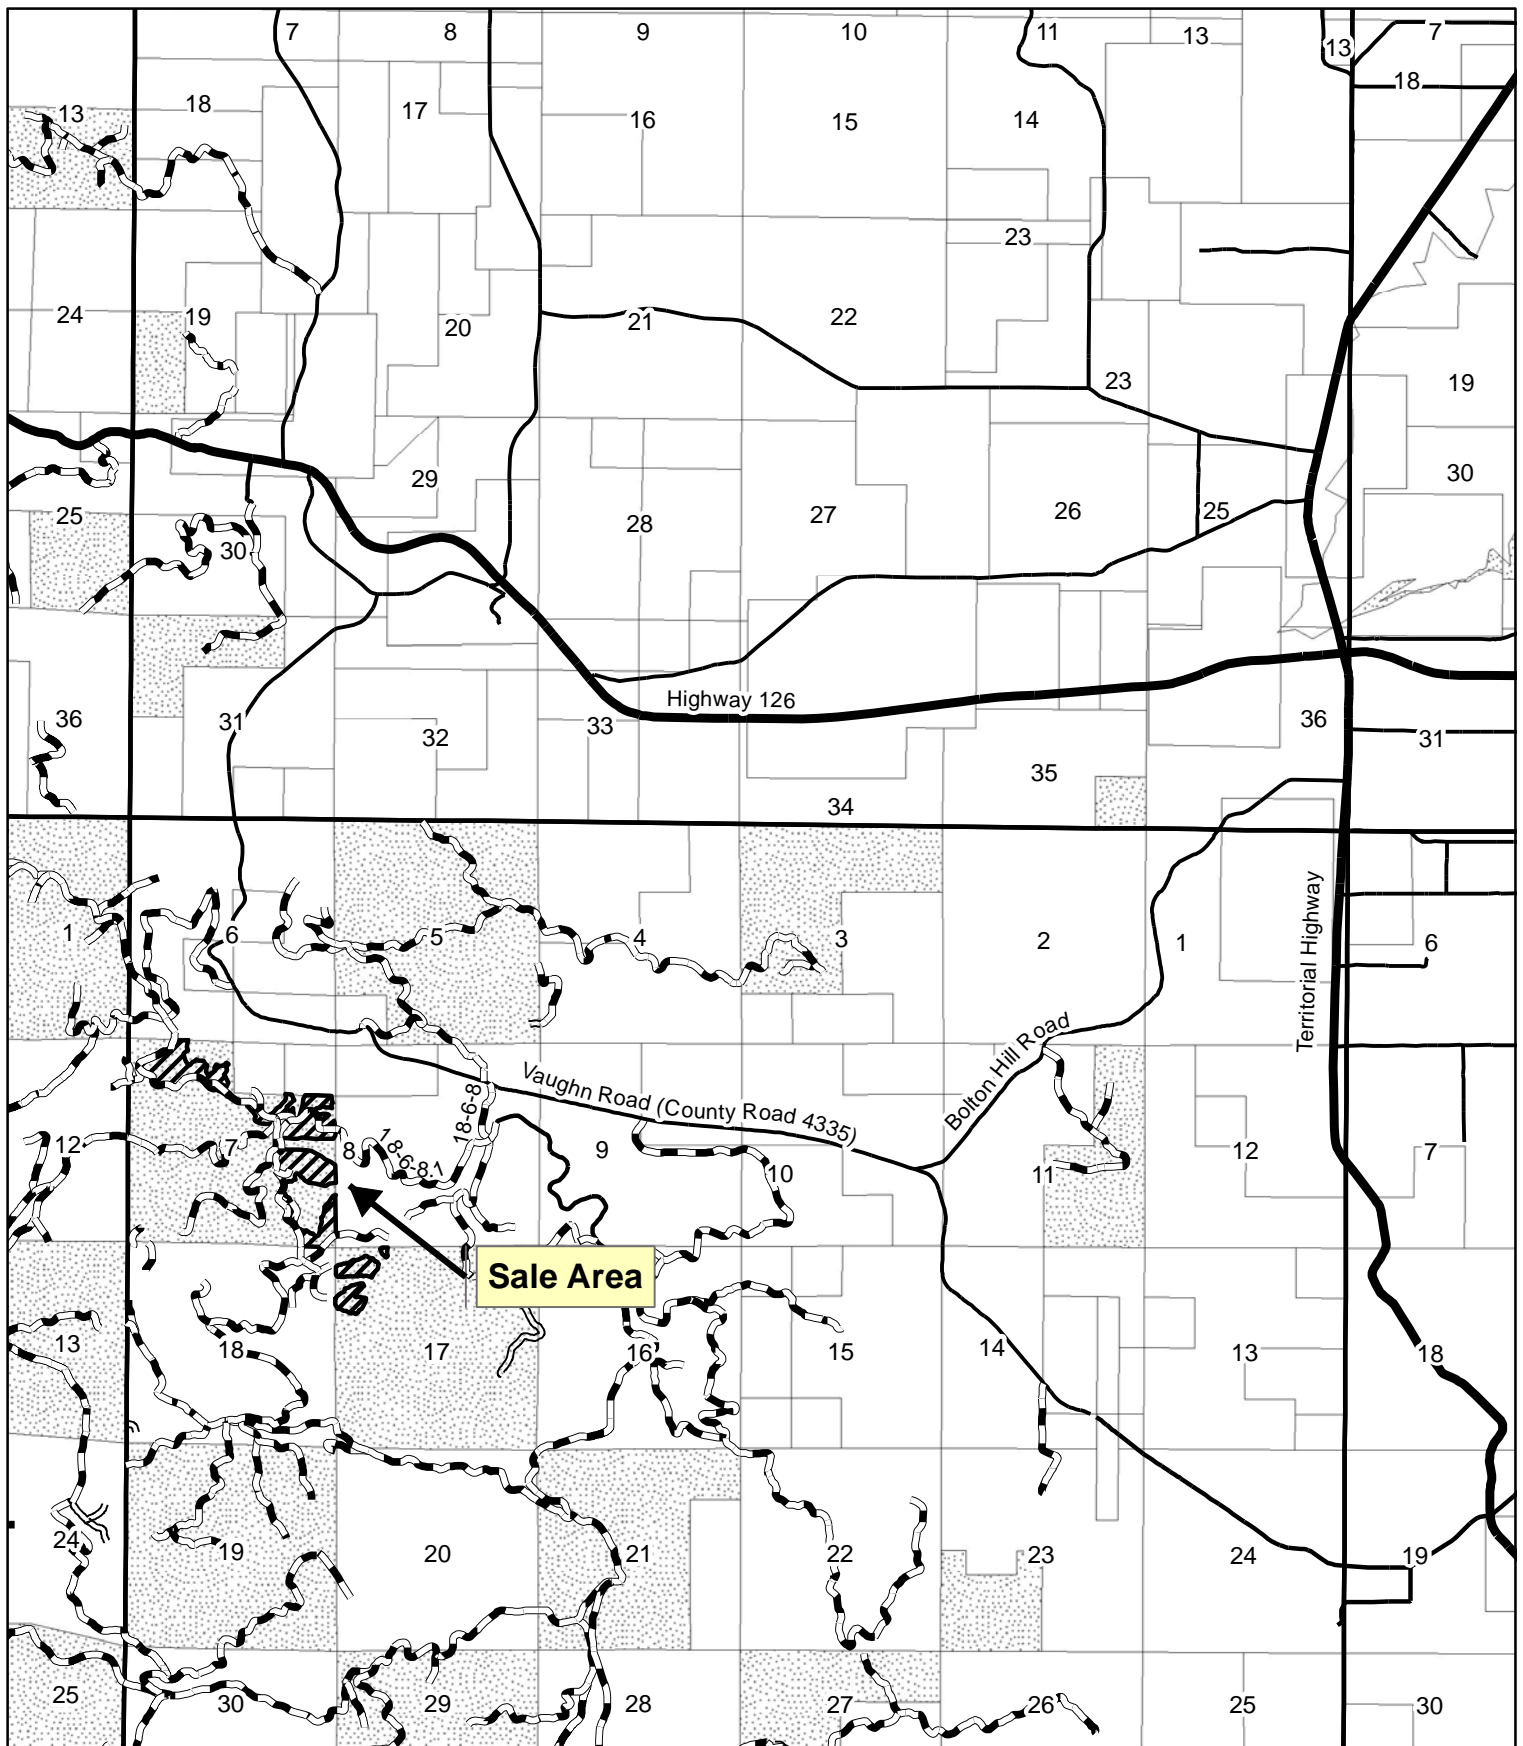 7 8 9 10 11 13 13 7
18
13 18 17 16 15 14
23
24 19 20 21 22
23 19
29 30
25 30 28 27 26 25
Highway 126
36 31 32 33 36 31
35
34
1 6 5 4 3 2 1 6
Territorial Highway
Bolton Hill Road
Vaughn Road (County Road 4335)
18-6-8
18-6-8.1
12 7 8 9 10 11 12 7
Sale Area
13 18 17 16 15 14 13 18
24 19 20 21 22 23 24 19
25 30 29 28 27 26 25 30